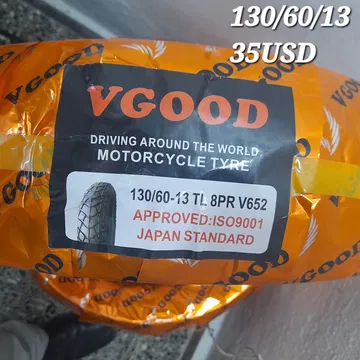 130/60/13
35USD
VGOOD
DRIVING AROUND THE WORLD.
MOTORCYCLE TYRE
130/60-13 TL 8PR V652
APPROVED:ISO9001
JAPAN STANDARD
VGOOD